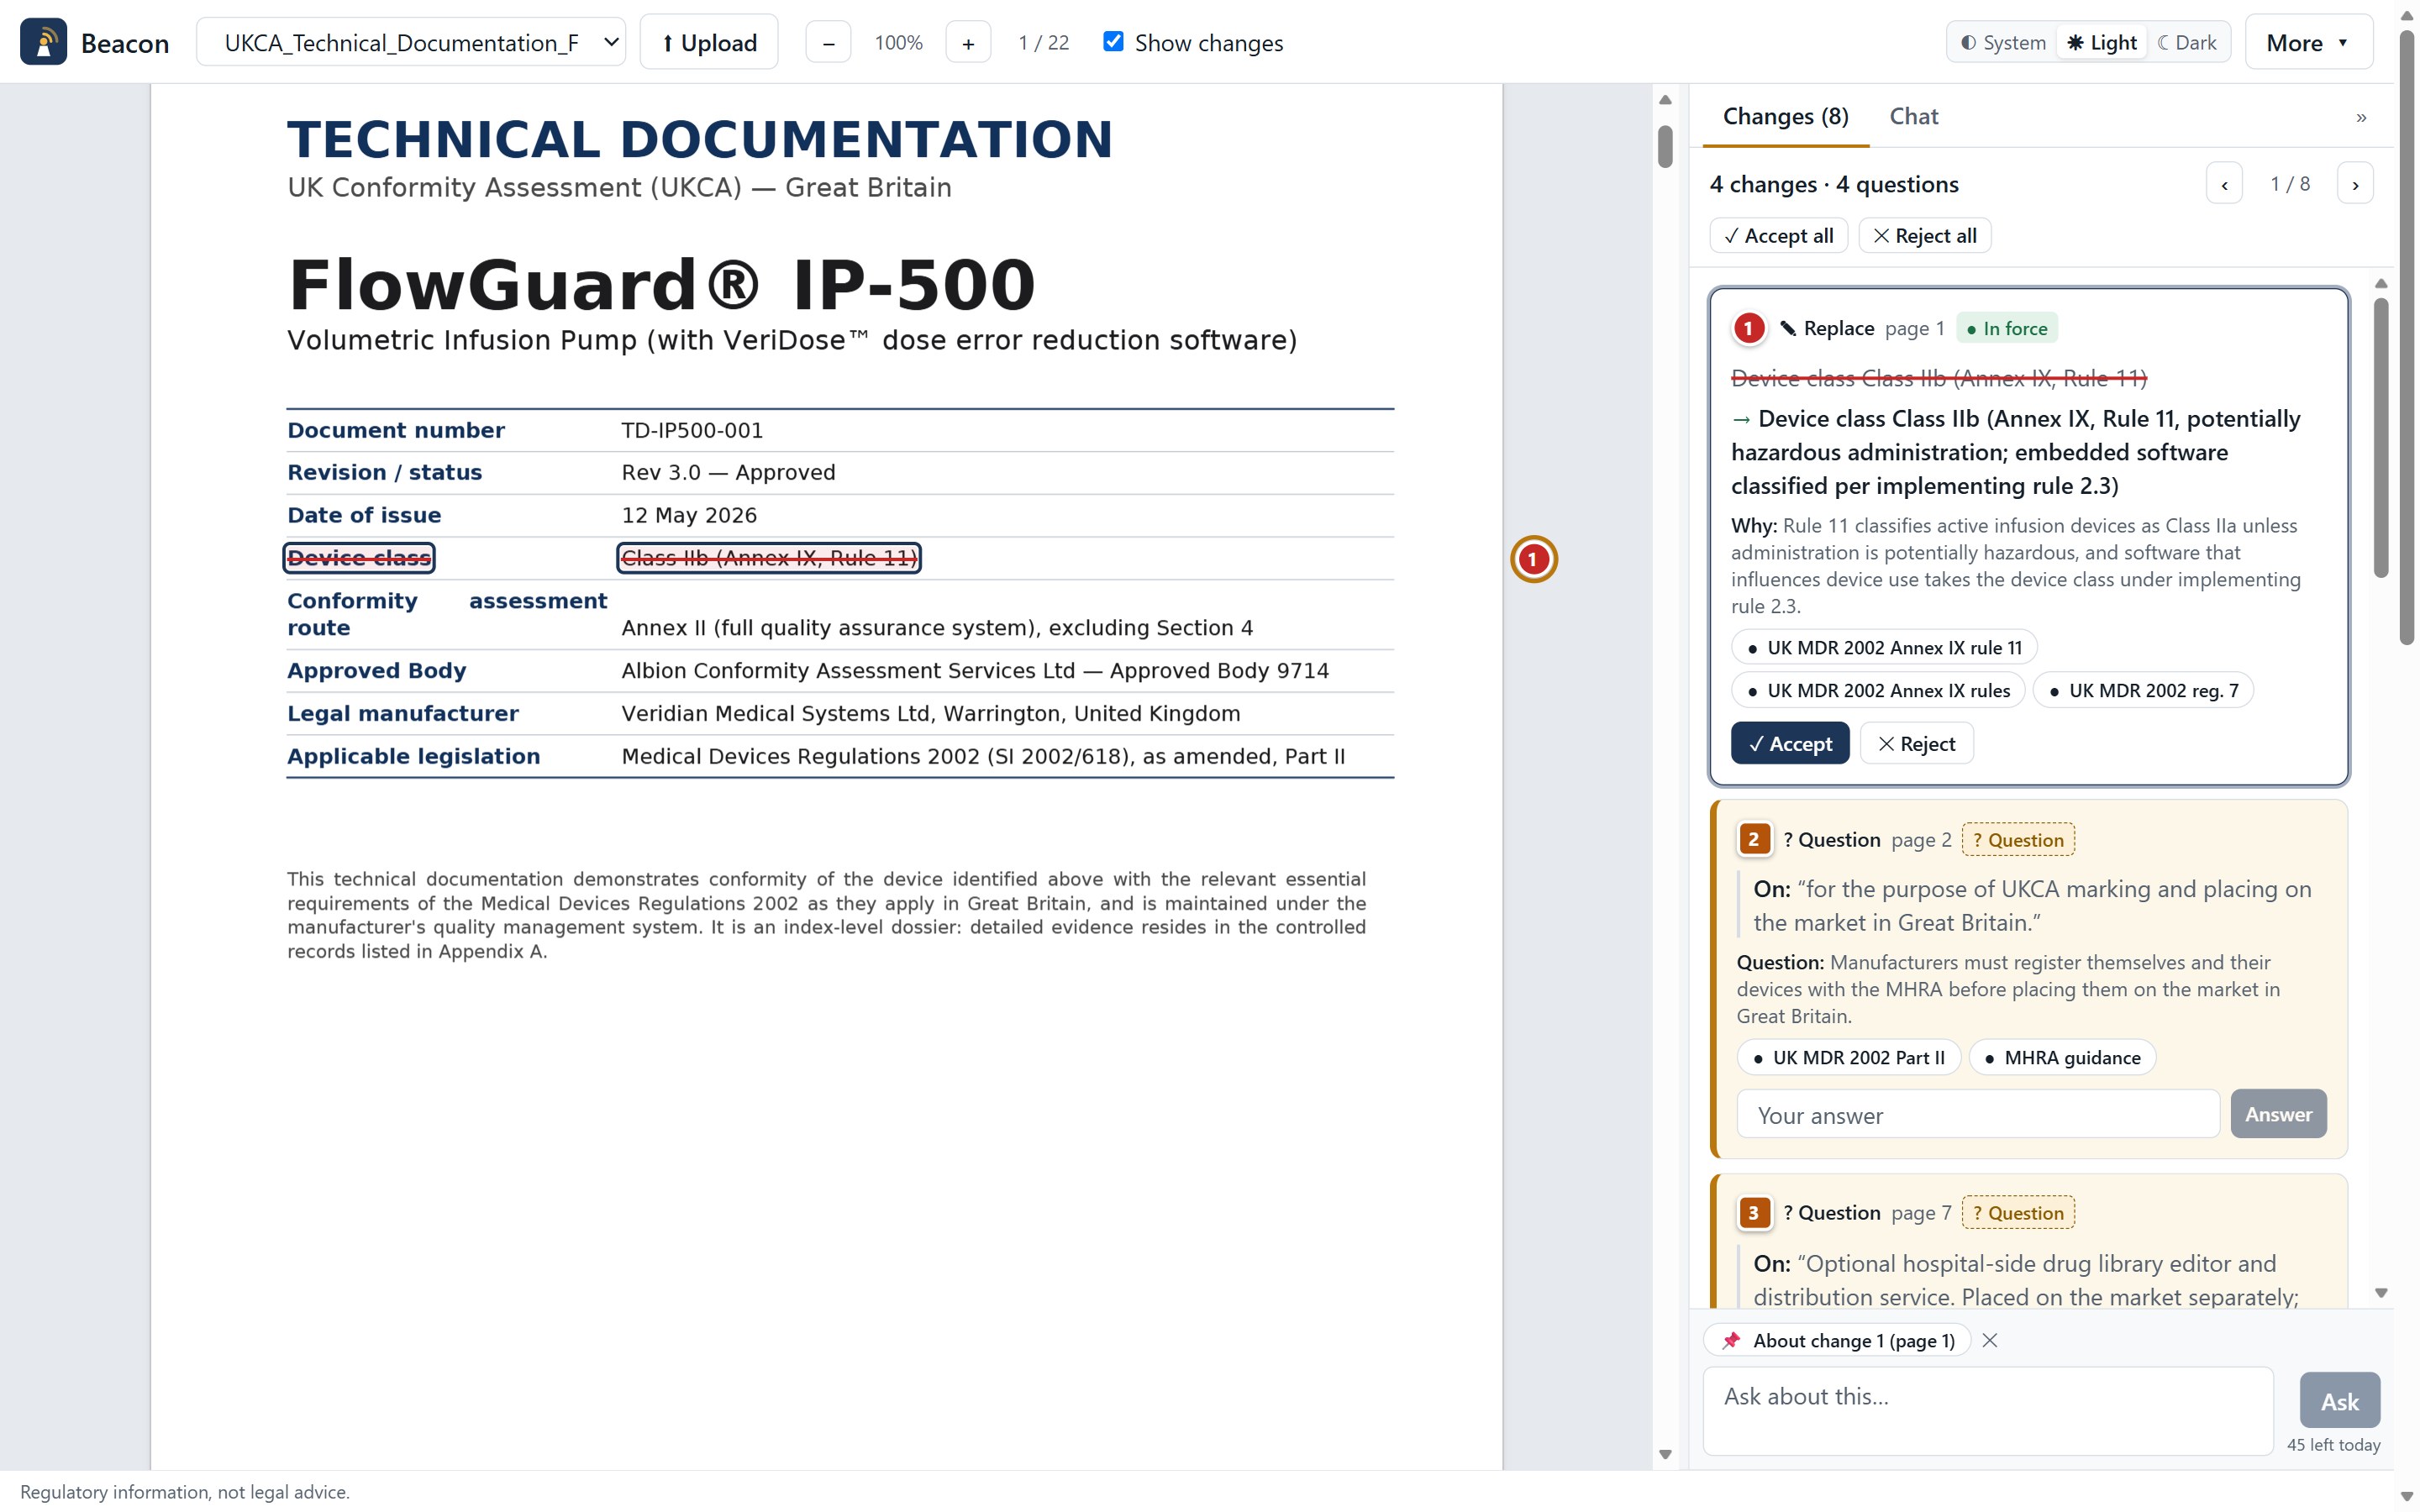 Beacon
UKCA_Technical_Documentation_F
Upload
−
100%
+
1 / 22
Show changes
System
Light
Dark
More
TECHNICAL DOCUMENTATION
UK Conformity Assessment (UKCA) — Great Britain
FlowGuard® IP-500
Volumetric Infusion Pump (with VeriDose™ dose error reduction software)
Document number TD-IP500-001
Revision / status Rev 3.0 — Approved
Date of issue 12 May 2026
Device class Class IIb (Annex IX, Rule 11)
1
Conformity assessment
route Annex II (full quality assurance system), excluding Section 4
Approved Body Albion Conformity Assessment Services Ltd — Approved Body 9714
Legal manufacturer Veridian Medical Systems Ltd, Warrington, United Kingdom
Applicable legislation Medical Devices Regulations 2002 (SI 2002/618), as amended, Part II
This technical documentation demonstrates conformity of the device identified above with the relevant essential
requirements of the Medical Devices Regulations 2002 as they apply in Great Britain, and is maintained under the
manufacturer's quality management system. It is an index-level dossier: detailed evidence resides in the controlled
records listed in Appendix A.
Changes (8)
Chat
»
4 changes · 4 questions
‹ 1 / 8 ›
✓ Accept all
✕ Reject all
1 Replace page 1 ● In force
Device class Class IIb (Annex IX, Rule 11)
→ Device class Class IIb (Annex IX, Rule 11, potentially
hazardous administration; embedded software
classified per implementing rule 2.3)
Why: Rule 11 classifies active infusion devices as Class IIa unless
administration is potentially hazardous, and software that
influences device use takes the device class under implementing
rule 2.3.
● UK MDR 2002 Annex IX rule 11
● UK MDR 2002 Annex IX rules
● UK MDR 2002 reg. 7
✓ Accept
✕ Reject
2 ? Question page 2 ? Question
On: “for the purpose of UKCA marking and placing on
the market in Great Britain.”
Question: Manufacturers must register themselves and their
devices with the MHRA before placing them on the market in
Great Britain.
● UK MDR 2002 Part II
● MHRA guidance
Your answer
Answer
3 ? Question page 7 ? Question
On: “Optional hospital-side drug library editor and
distribution service. Placed on the market separately;
About change 1 (page 1) ✕
Ask about this...
Ask
45 left today
Regulatory information, not legal advice.